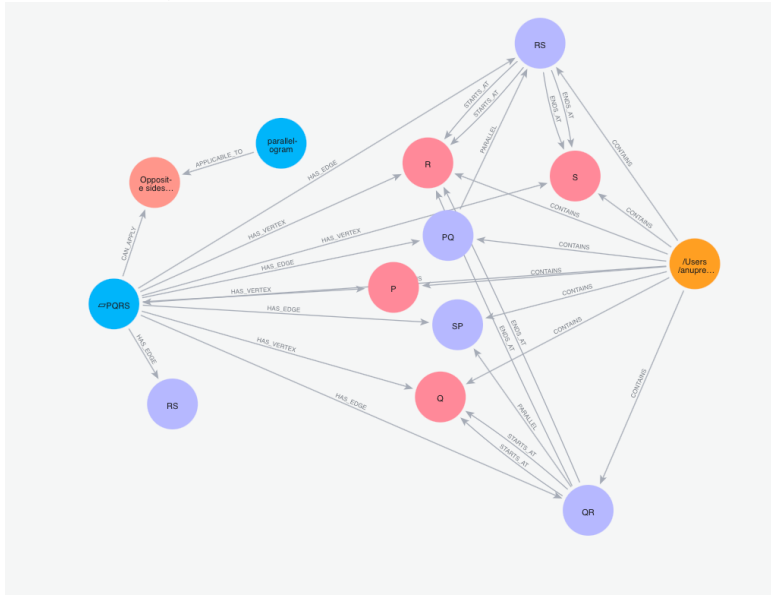 RS
STARTS_AT
STARTS_AT
ENDS_AT
ENDS_AT
PARALLEL
CONTAINS
parallel-
ogram
APPLICABLE_TO
Opposit-
e sides...
HAS_EDGE
R
S
CAN_APPLY
HAS_VERTEX
HAS_VERTEX
CONTAINS
CONTAINS
PQ
HAS_EDGE
CONTAINS
/Users
/anupre...
▱PQRS
HAS_VERTEX
P
CONTAINS
HAS_EDGE
SP
CONTAINS
ENDS_AT
ENDS_AT
CONTAINS
HAS_EDGE
HAS_VERTEX
RS
HAS_EDGE
Q
PARALLEL
STARTS_AT
STARTS_AT
CONTAINS
QR